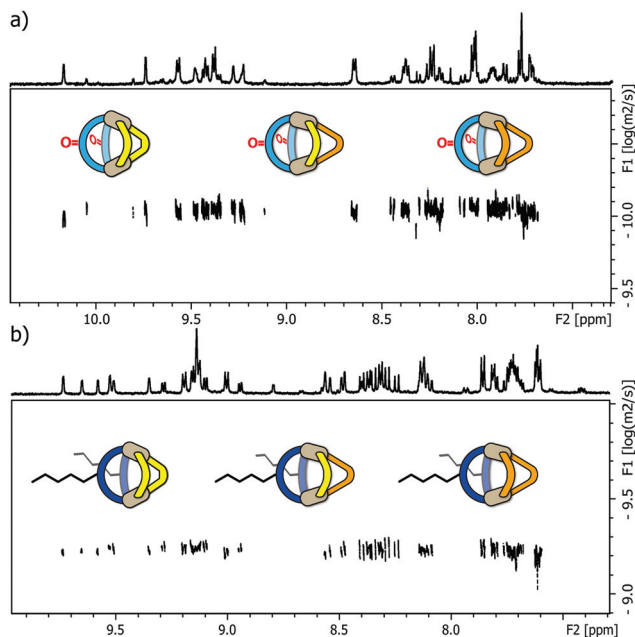 a)
O=
O=
O=
O=
O=
O=
F1 [log(m2/s)]
- 10.0
- 9.5
10.0
9.5
9.0
8.5
8.0
F2 [ppm]
b)
F1 [log(m2/s)]
- 9.5
- 9.0
9.5
9.0
8.5
8.0
F2 [ppm]